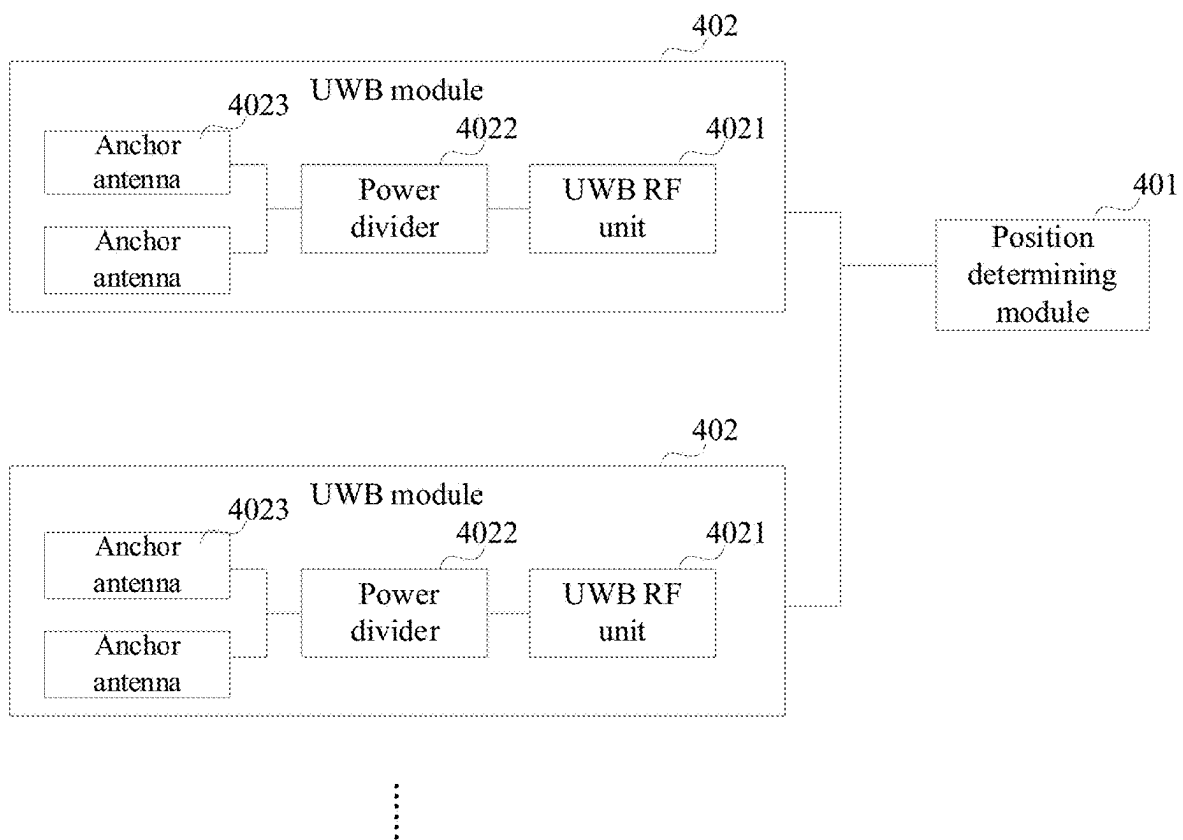 402
UWB module
4023
4022
4021
Anchor
antenna
Power
divider
UWB RF
unit
Anchor
antenna
401
Position
determining
module
402
UWB module
4023
4022
4021
Anchor
antenna
Power
divider
UWB RF
unit
Anchor
antenna